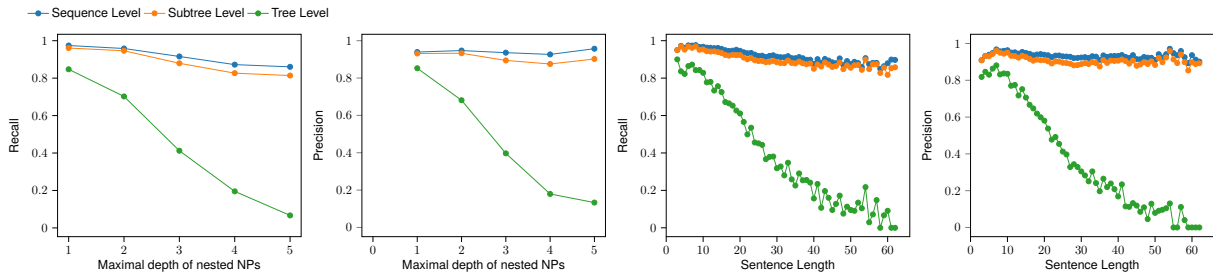 Sequence Level Subtree Level Tree Level
Recall
1
0.8
0.6
0.4
0.2
0
1 2 3 4 5
Maximal depth of nested NPs
Precision
1
0.8
0.6
0.4
0.2
0
0 1 2 3 4 5
Maximal depth of nested NPs
Recall
1
0.8
0.6
0.4
0.2
0
0 10 20 30 40 50 60
Sentence Length
Precision
1
0.8
0.6
0.4
0.2
0
0 10 20 30 40 50 60
Sentence Length